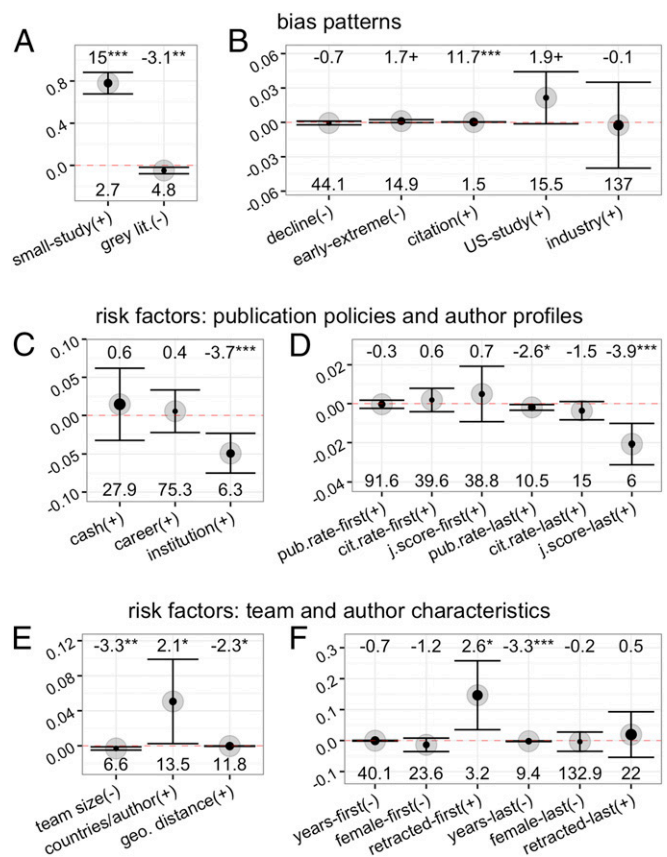 bias patterns
A
15*** -3.1**
0.8
0.4
0.0
2.7 4.8
small-study(+)
grey lit.(-)
B
-0.7 1.7+ 11.7*** 1.9+ -0.1
0.06
0.03
0.00
-0.03
-0.06
44.1 14.9 1.5 15.5 137
decline(-)
early-extreme(-)
citation(+)
US-study(+)
industry(+)
risk factors: publication policies and author profiles
C
0.6 0.4 -3.7***
0.10
0.05
0.00
-0.05
-0.10
27.9 75.3 6.3
cash(+)
career(+)
institution(+)
D
-0.3 0.6 0.7 -2.6* -1.5 -3.9***
0.02
0.00
-0.02
-0.04
91.6 39.6 38.8 10.5 15 6
pub.rate-first(+)
cit.rate-first(+)
j.score-first(+)
pub.rate-last(+)
cit.rate-last(+)
j.score-last(+)
risk factors: team and author characteristics
E
-3.3** 2.1* -2.3*
0.12
0.08
0.04
0.00
6.6 13.5 11.8
team size(-)
countries/author(+)
geo. distance(+)
F
-0.7 -1.2 2.6* -3.3*** -0.2 0.5
0.3
0.2
0.1
0.0
-0.1
40.1 23.6 3.2 9.4 132.9 22
years-first(-)
female-first(-)
retracted-first(+)
years-last(-)
female-last(-)
retracted-last(+)